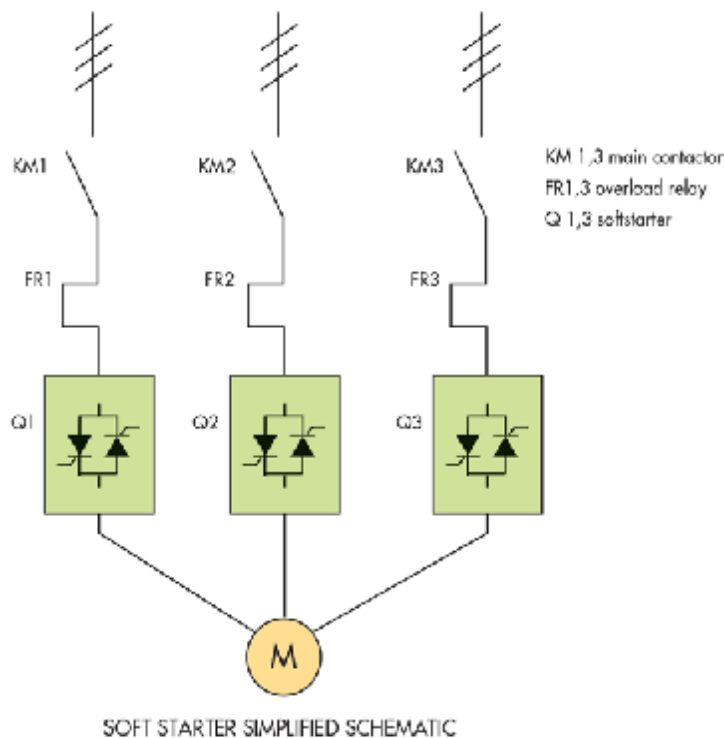 KM1
KM2
KM3
KM 1,3 main contactor
FR1,3 overload relay
Q 1,3 softstarter
FR1
FR2
FR3
Q1
Q2
Q3
M
SOFT STARTER SIMPLIFIED SCHEMATIC